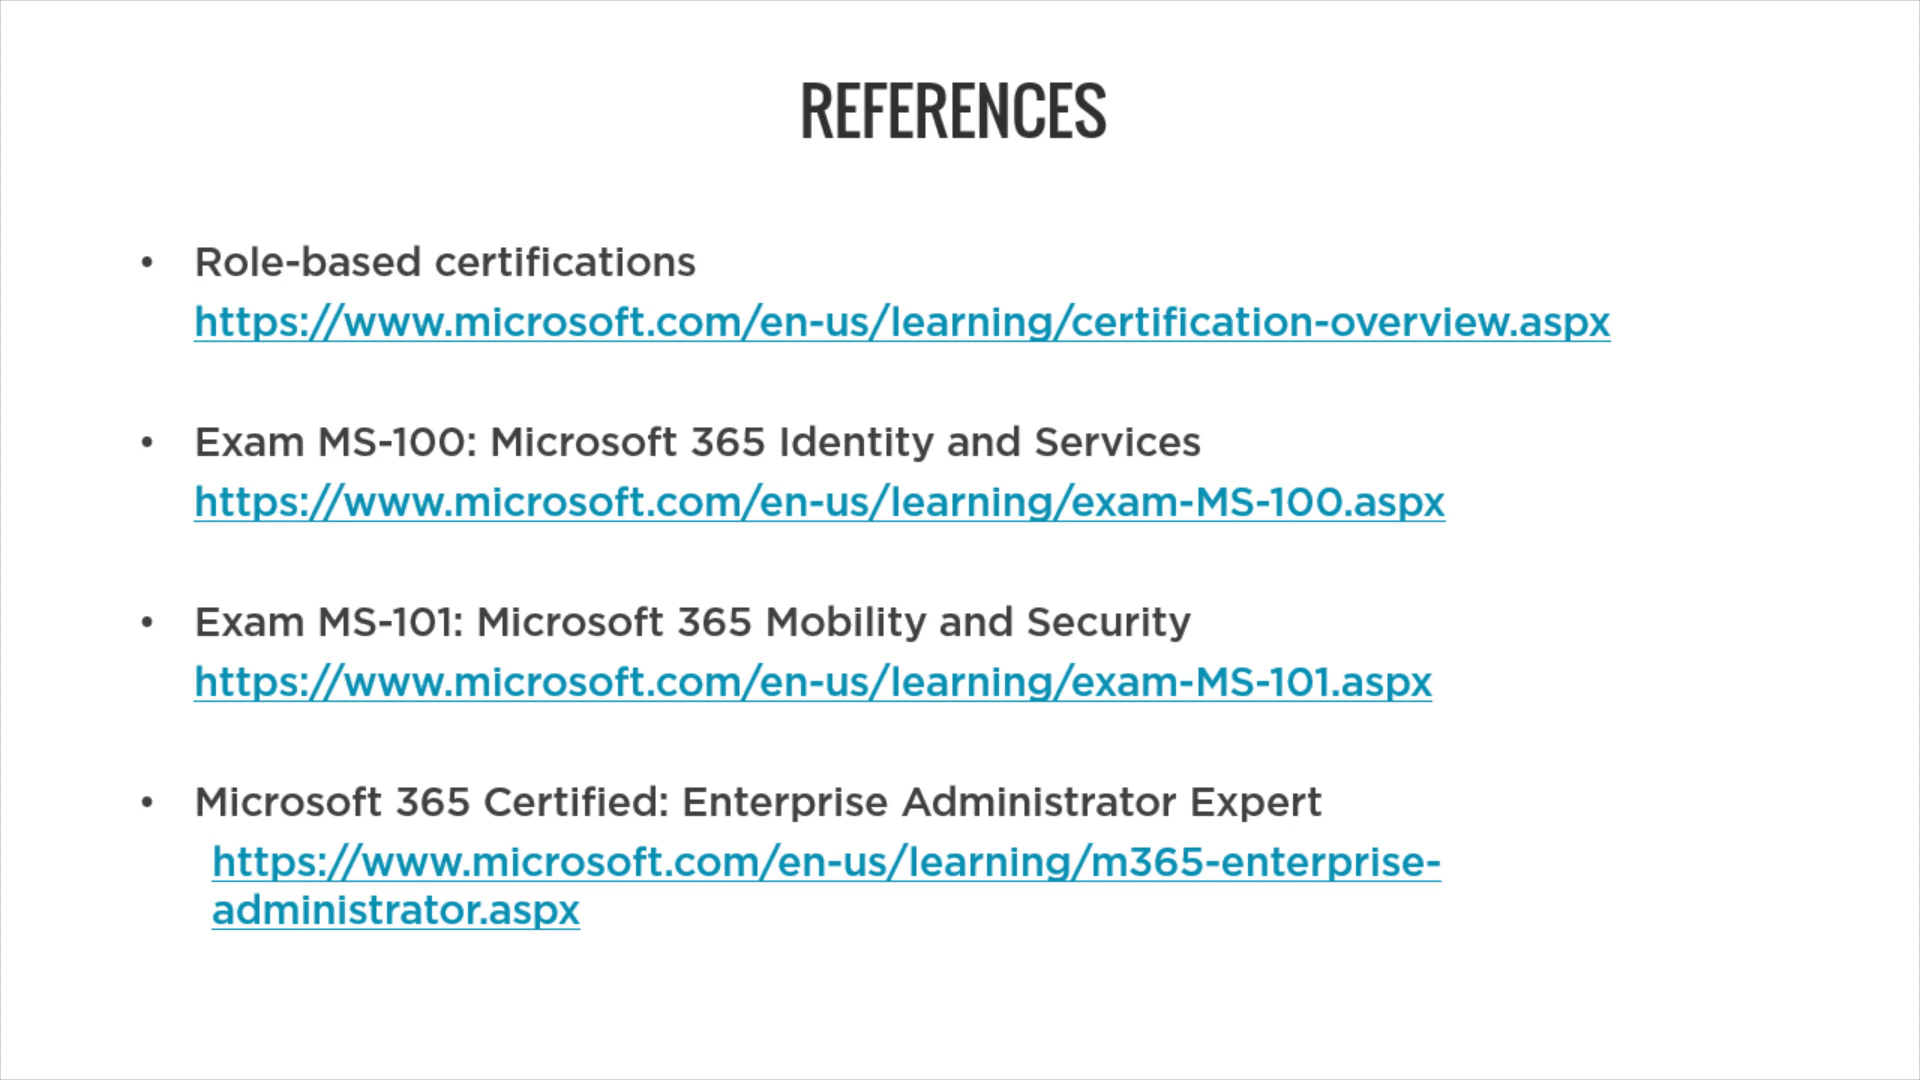 REFERENCES
• Role-based certifications
https://www.microsoft.com/en-us/learning/certification-overview.aspx
• Exam MS-100: Microsoft 365 Identity and Services
https://www.microsoft.com/en-us/learning/exam-MS-100.aspx
• Exam MS-101: Microsoft 365 Mobility and Security
https://www.microsoft.com/en-us/learning/exam-MS-101.aspx
• Microsoft 365 Certified: Enterprise Administrator Expert
https://www.microsoft.com/en-us/learning/m365-enterprise-
administrator.aspx